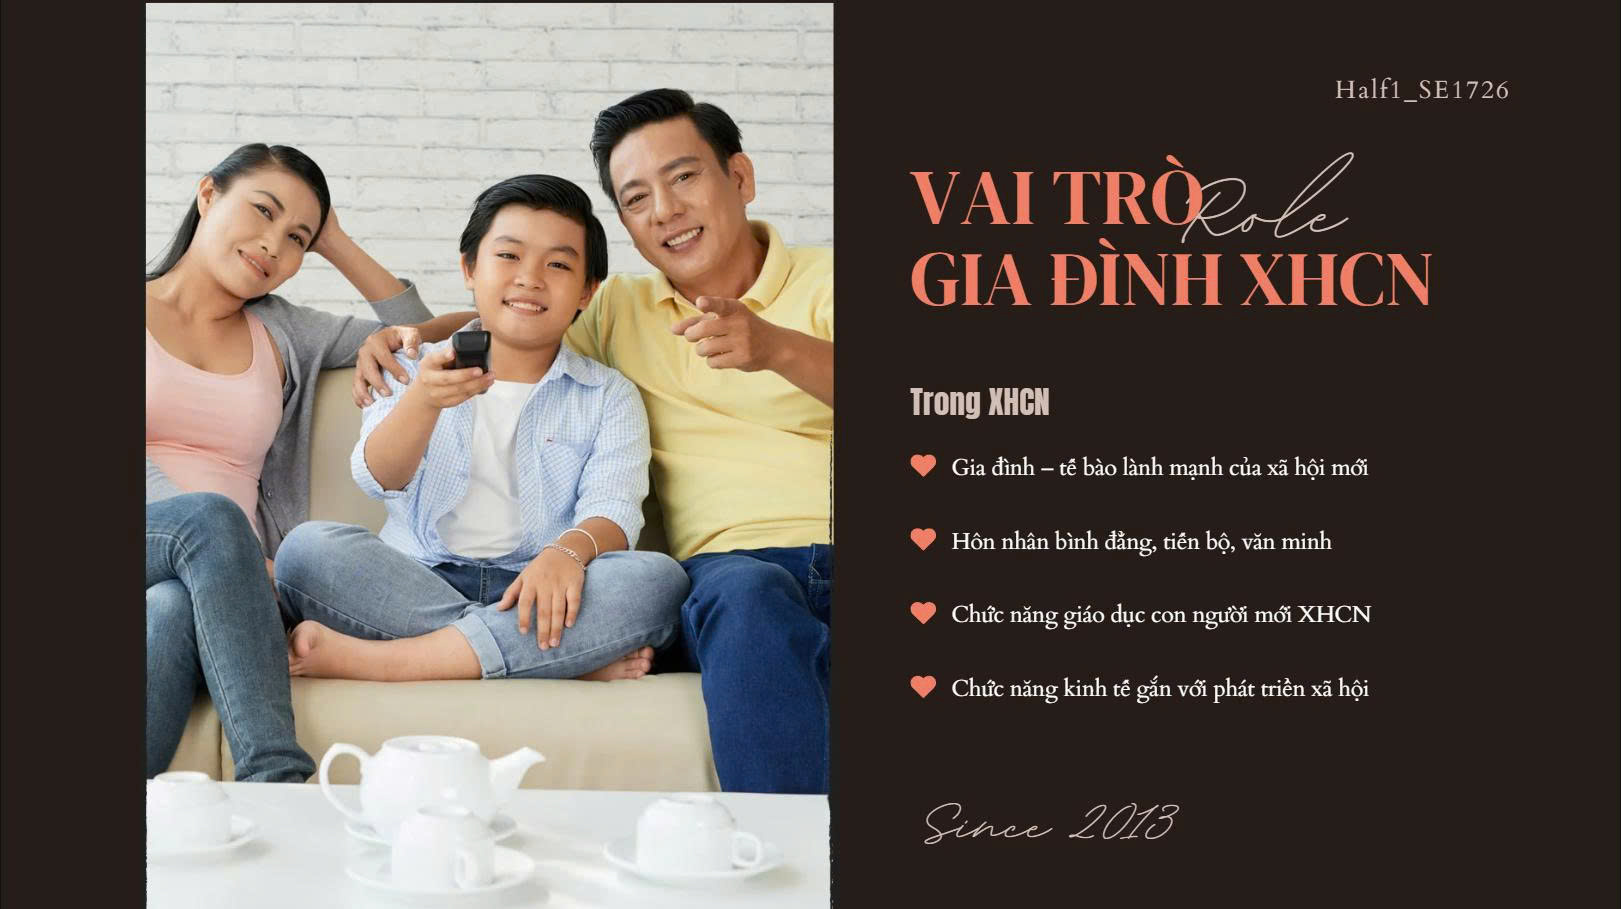 Half1_SE1726
VAI TRÒ
Role
GIA ĐÌNH XHCN
Trong XHCN
Gia đình – tế bào lành mạnh của xã hội mới
Hôn nhân bình đẳng, tiến bộ, văn minh
Chức năng giáo dục con người mới XHCN
Chức năng kinh tế gắn với phát triển xã hội
Since 2013